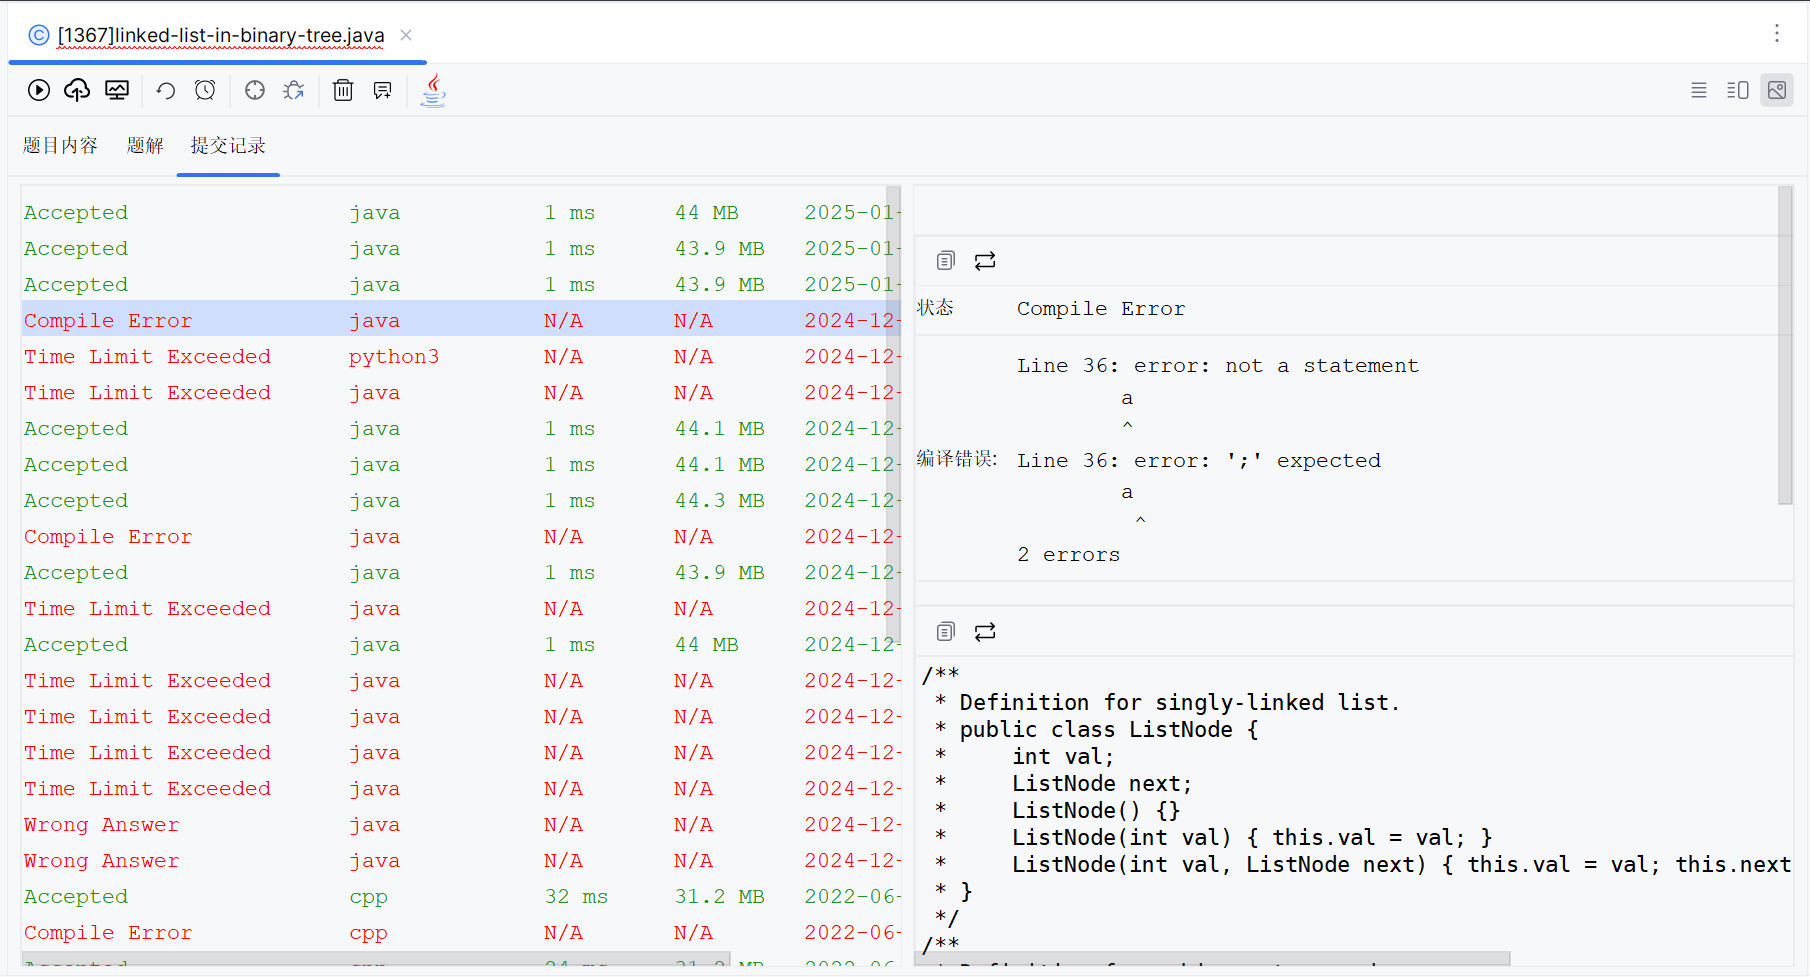 [1367]linked-list-in-binary-tree.java
题目内容 题解 提交记录
Accepted java 1 ms 44 MB 2025-01-
Accepted java 1 ms 43.9 MB 2025-01-
Accepted java 1 ms 43.9 MB 2025-01-
Compile Error java N/A N/A 2024-12-
Time Limit Exceeded python3 N/A N/A 2024-12-
Time Limit Exceeded java N/A N/A 2024-12-
Accepted java 1 ms 44.1 MB 2024-12-
Accepted java 1 ms 44.1 MB 2024-12-
Accepted java 1 ms 44.3 MB 2024-12-
Compile Error java N/A N/A 2024-12-
Accepted java 1 ms 43.9 MB 2024-12-
Time Limit Exceeded java N/A N/A 2024-12-
Accepted java 1 ms 44 MB 2024-12-
Time Limit Exceeded java N/A N/A 2024-12-
Time Limit Exceeded java N/A N/A 2024-12-
Time Limit Exceeded java N/A N/A 2024-12-
Time Limit Exceeded java N/A N/A 2024-12-
Wrong Answer java N/A N/A 2024-12-
Wrong Answer java N/A N/A 2024-12-
Accepted cpp 32 ms 31.2 MB 2022-06-
Compile Error cpp N/A N/A 2022-06-
状态 Compile Error
Line 36: error: not a statement
a
^
编译错误: Line 36: error: ';' expected
a
^
2 errors
/**
* Definition for singly-linked list.
* public class ListNode {
*     int val;
*     ListNode next;
*     ListNode() {}
*     ListNode(int val) { this.val = val; }
*     ListNode(int val, ListNode next) { this.val = val; this.next
* }
*/
/**